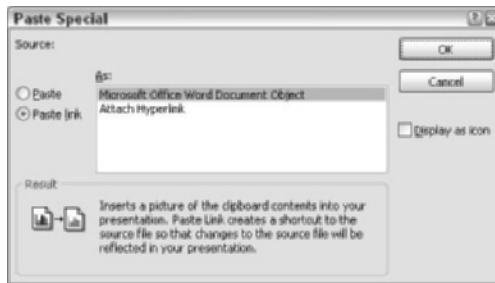 Paste Special
Source:
As:
Paste
Paste link
Microsoft Office Word Document Object
Attach Hyperlink
OK
Cancel
Display as icon
Result
Inserts a picture of the clipboard contents into your
presentation. Paste Link creates a shortcut to the
source file so that changes to the source file will be
reflected in your presentation.